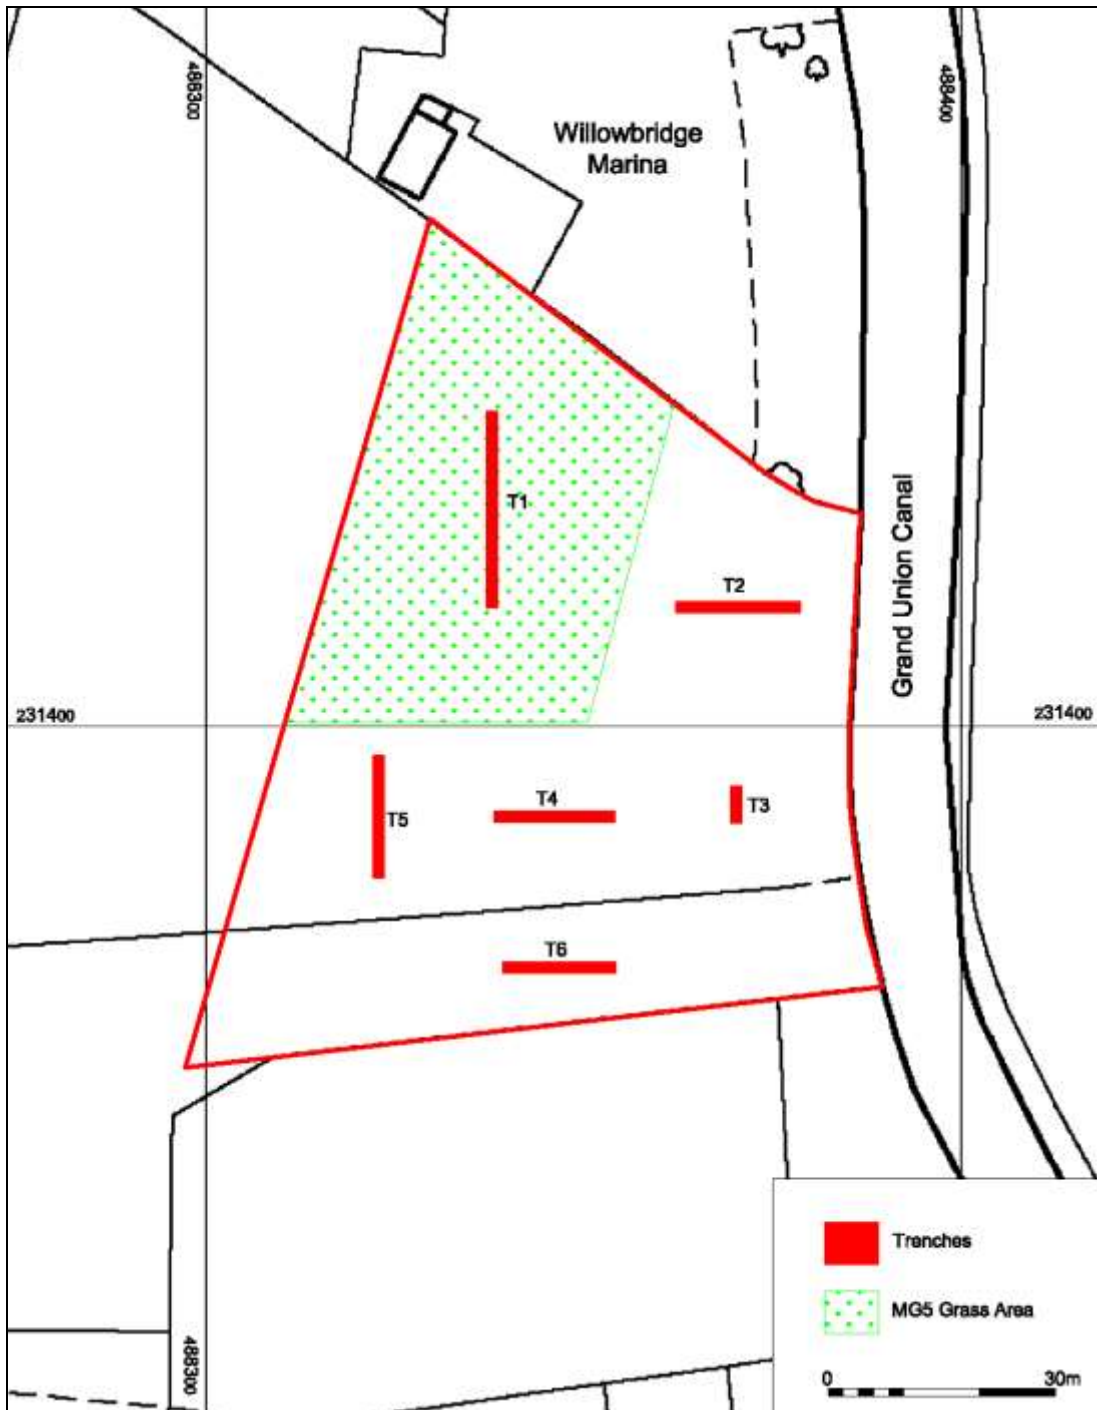 488300
488400
Willowbridge
Marina
Grand Union Canal
T1
T2
231400
231400
T5
T4
T3
T6
488300
Trenches
MG5 Grass Area
0 30m